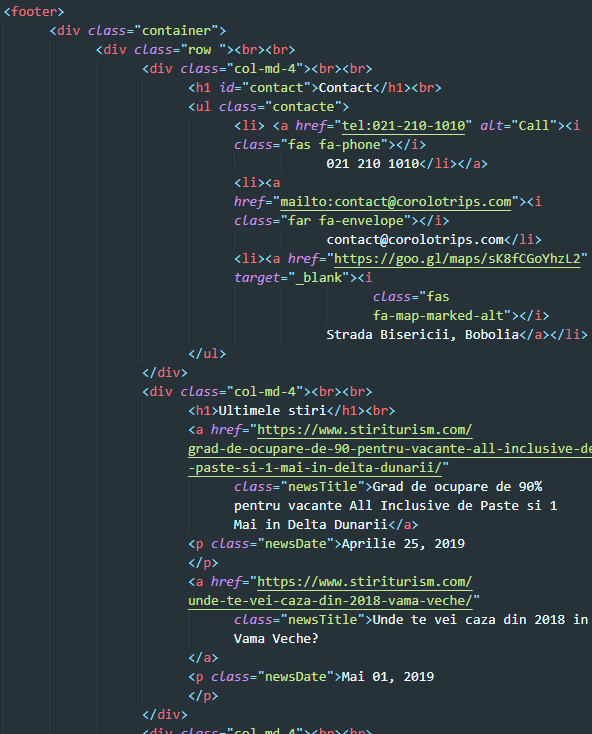 <footer>
<div class="container">
<div class="row "><br><br>
<div class="col-md-4"><br><br>
<h1 id="contact">Contact</h1><br>
<ul class="contacte">
<li> <a href="tel:021-210-1010" alt="Call"><i
class="fas fa-phone"></i>
021 210 1010</li></a>
<li><a
href="mailto:contact@corolotrips.com"><i
class="far fa-envelope"></i>
contact@corolotrips.com</li>
<li><a href="https://goo.gl/maps/sK8fCGoYhzL2"
target="_blank"><i
class="fas
fa-map-marked-alt"></i>
Strada Bisericii, Bobolia</a></li>
</ul>
</div>
<div class="col-md-4"><br><br>
<h1>Ultimele stiri</h1><br>
<a href="https://www.stiriturism.com/
grad-de-ocupare-de-90-pentru-vacante-all-inclusive-de
-paste-si-1-mai-in-delta-dunarii/"
class="newsTitle">Grad de ocupare de 90%
pentru vacante All Inclusive de Paste si 1
Mai in Delta Dunarii</a>
<p class="newsDate">Aprilie 25, 2019
</p>
<a href="https://www.stiriturism.com/
unde-te-vei-caza-din-2018-vama-veche/"
class="newsTitle">Unde te vei caza din 2018 in
Vama Veche?
</a>
<p class="newsDate">Mai 01, 2019
</p>
</div>
<div class="col-md-4"><br><br>